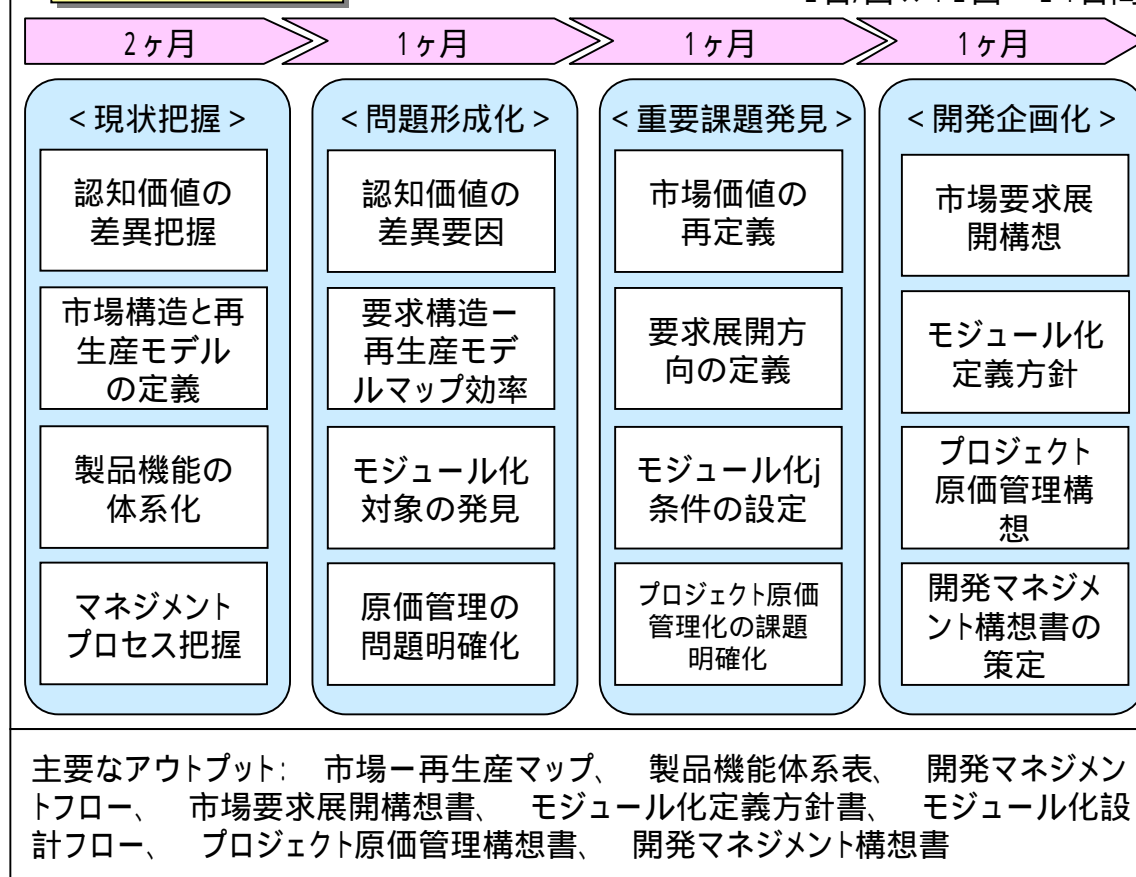 2ヶ月
1ヶ月
1ヶ月
1ヶ月
<現状把握>
認知価値の
差異把握
市場構造と再
生産モデル
の定義
製品機能の
体系化
マネジメント
プロセス把握
<問題形成化>
認知価値の
差異要因
要求構造ー
再生産モデ
ルマップ効率
モジュール化
対象の発見
原価管理の
問題明確化
<重要課題発見>
市場価値の
再定義
要求展開方
向の定義
モジュール化j
条件の設定
プロジェクト原価
管理化の課題
明確化
<開発企画化>
市場要求展
開構想
モジュール化
定義方針
プロジェクト
原価管理構
想
開発マネジメ
ント構想書の
策定
主要なアウトプット: 市場ー再生産マップ、 製品機能体系表、 開発マネジメン
トフロー、 市場要求展開構想書、 モジュール化定義方針書、 モジュール化設
計フロー、 プロジェクト原価管理構想書、 開発マネジメント構想書